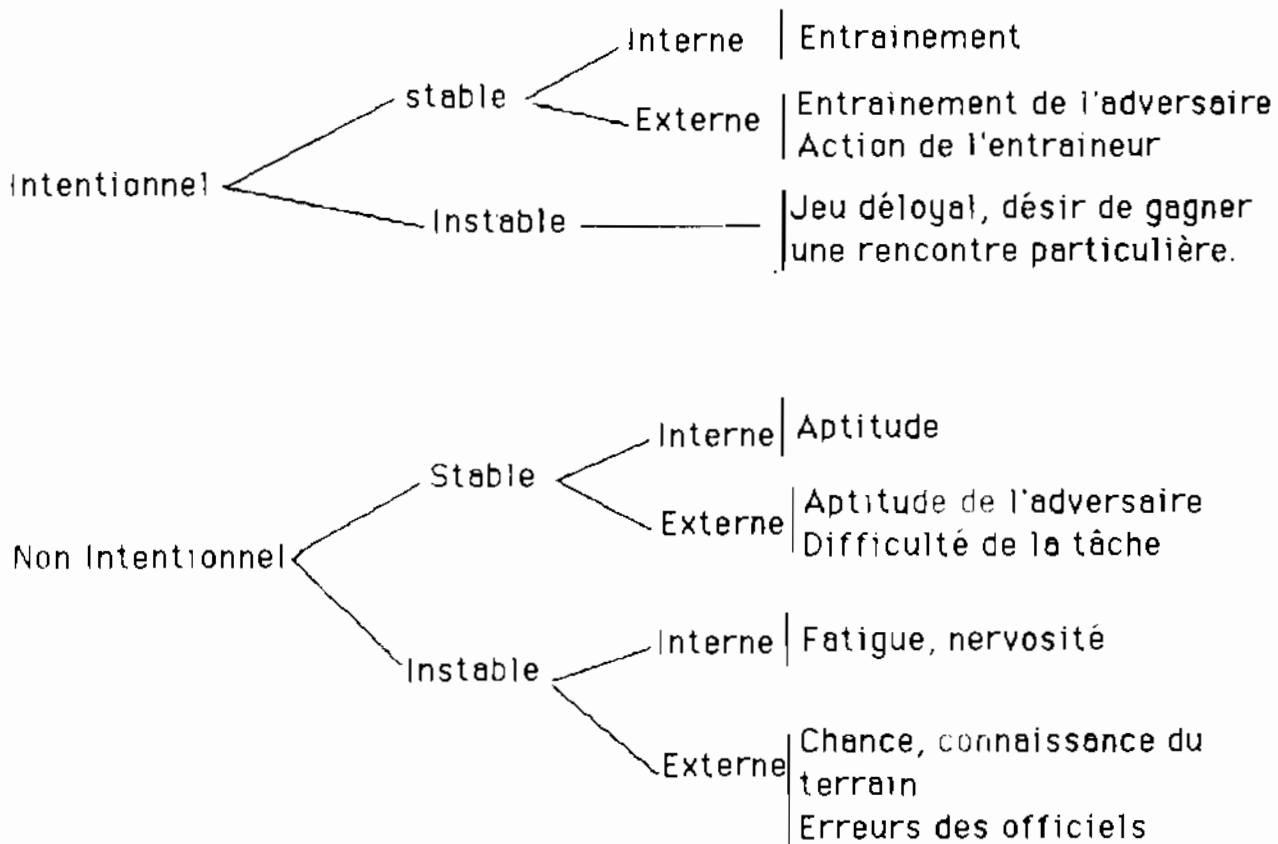 Interne
Entrainement
stable
Externe
Entrainement de l'adversaire
Action de l'entraineur
Intentionnel
Instable
Jeu déloyal, désir de gagner
une rencontre particulière.
Interne
Aptitude
Stable
Externe
Aptitude de l'adversaire
Difficulté de la tâche
Non Intentionnel
Interne
Fatigue, nervosité
Instable
Externe
Chance, connaissance du
terrain
Erreurs des officiels